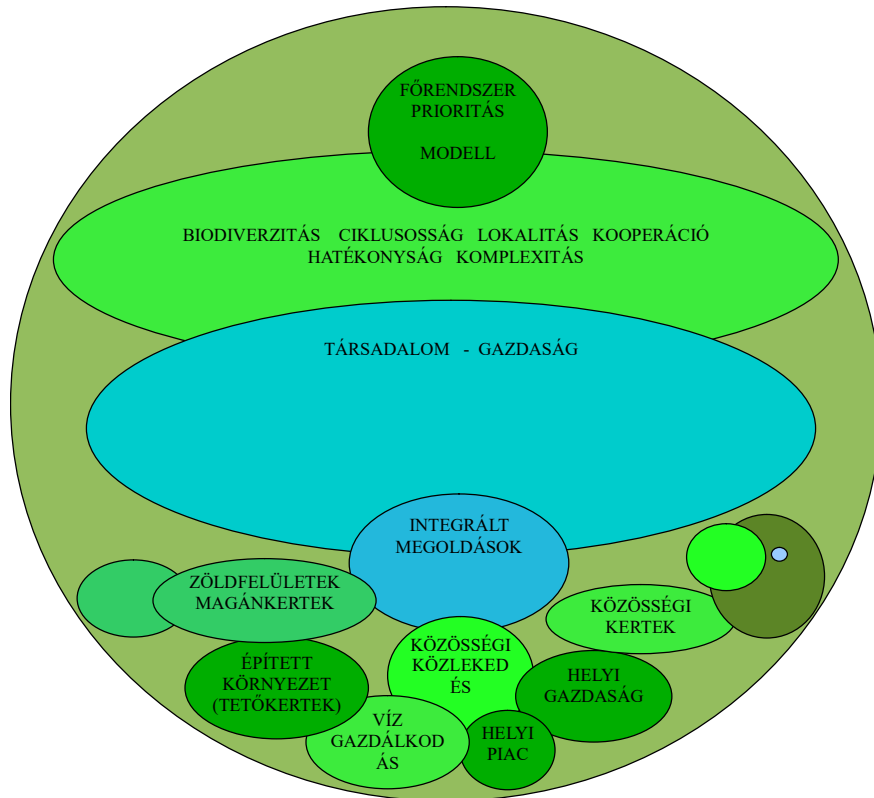 FŐRENDSZER
PRIORITÁS
MODELL
BIODIVERZITÁS CIKLUSOSSÁG LOKALITÁS KOOPERÁCIÓ
HATÉKONYSÁG KOMPLEXITÁS
TÁRSADALOM - GAZDASÁG
INTEGRÁLT
MEGOLDÁSOK
ZÖLDFELÜLETEK
MAGÁNKERTEK
KÖZÖSSÉGI
KERTEK
ÉPÍTETT
KÖRNYEZET
(TETŐKERTEK)
KÖZÖSSÉGI
KÖZLEKED
ÉS
HELYI
GAZDASÁG
VÍZ
GAZDÁLKOD
ÁS
HELYI
PIAC